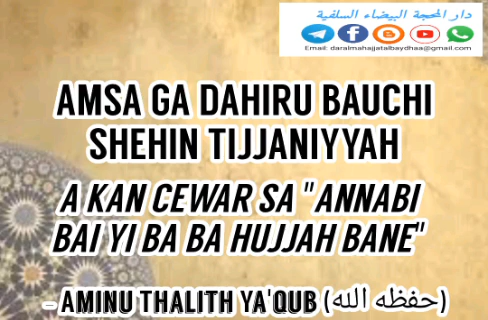 دار المحجة البيضاء السلفية
Email: daralmahajjatalbaydhaa@gmail.com
AMSA GA DAHIRU BAUCHI
SHEHIN TIJJANIYYAH
A KAN CEWAR SA "ANNABI
BAI YI BA BA HUJJAH BANE"
- AMINU THALITH YA'QUB (حفظه الله)